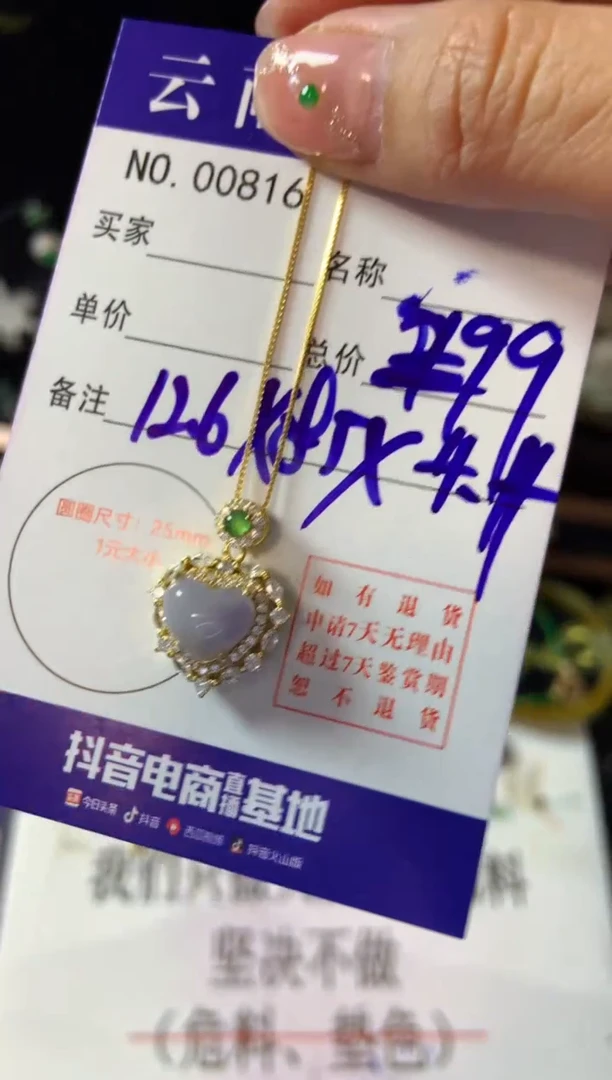 云
NO. 00816
买家
名称
单价
总价
99
备注
圆圈尺寸：25mm
1元大小
如有退货
申请7天无理由
超过7天鉴赏期
恕不退货
抖音电商直播基地
今日头条 抖音 西瓜视频 抖音火山版
坚决不做
（危料、垫色）